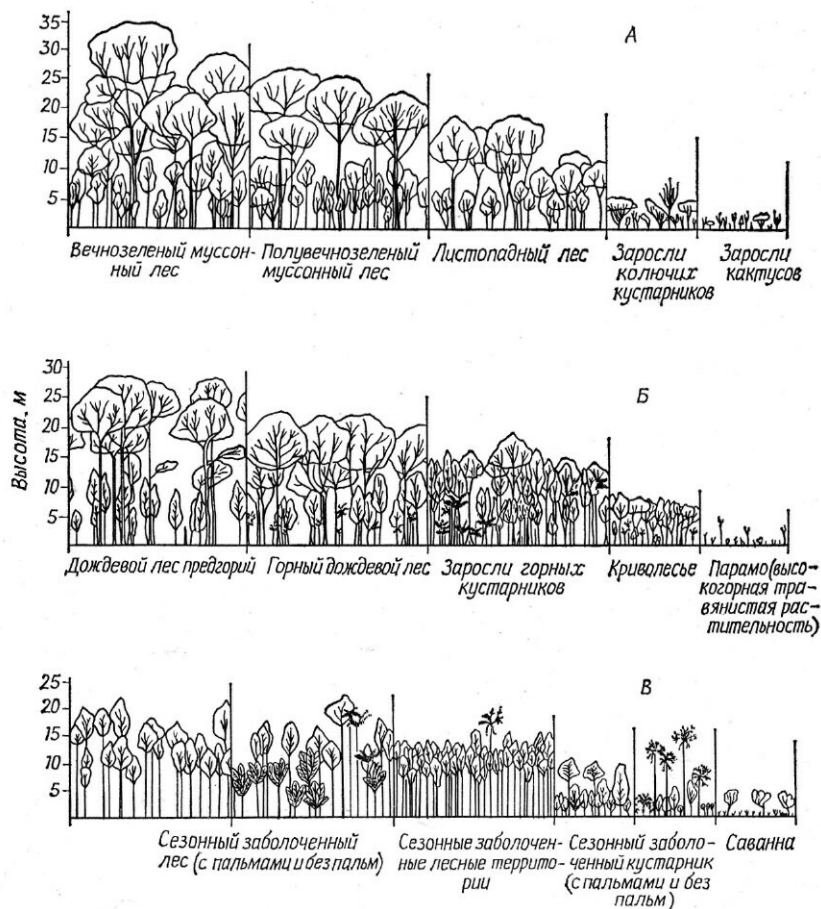 35
30
25
20
15
10
5
А
Вечнозеленый муссон-
ный лес
Полувечнозеленый
муссонный лес
Листопадный лес
Заросли
колючих
кустарников
Заросли
кактусов
Высота, м
30
25
20
15
10
5
Б
Дождевой лес предгорий
Горный дождевой лес
Заросли горных
кустарников
Криволесье
Парамо (высо-
когорная тра-
вянистая рас-
тительность)
25
20
15
10
5
В
Сезонный заболоченный
лес (с пальмами и без пальм)
Сезонные заболочен-
ные лесные террито-
рии
Сезонный заболо-
ченный кустарник
(с пальмами и без
пальм)
Саванна